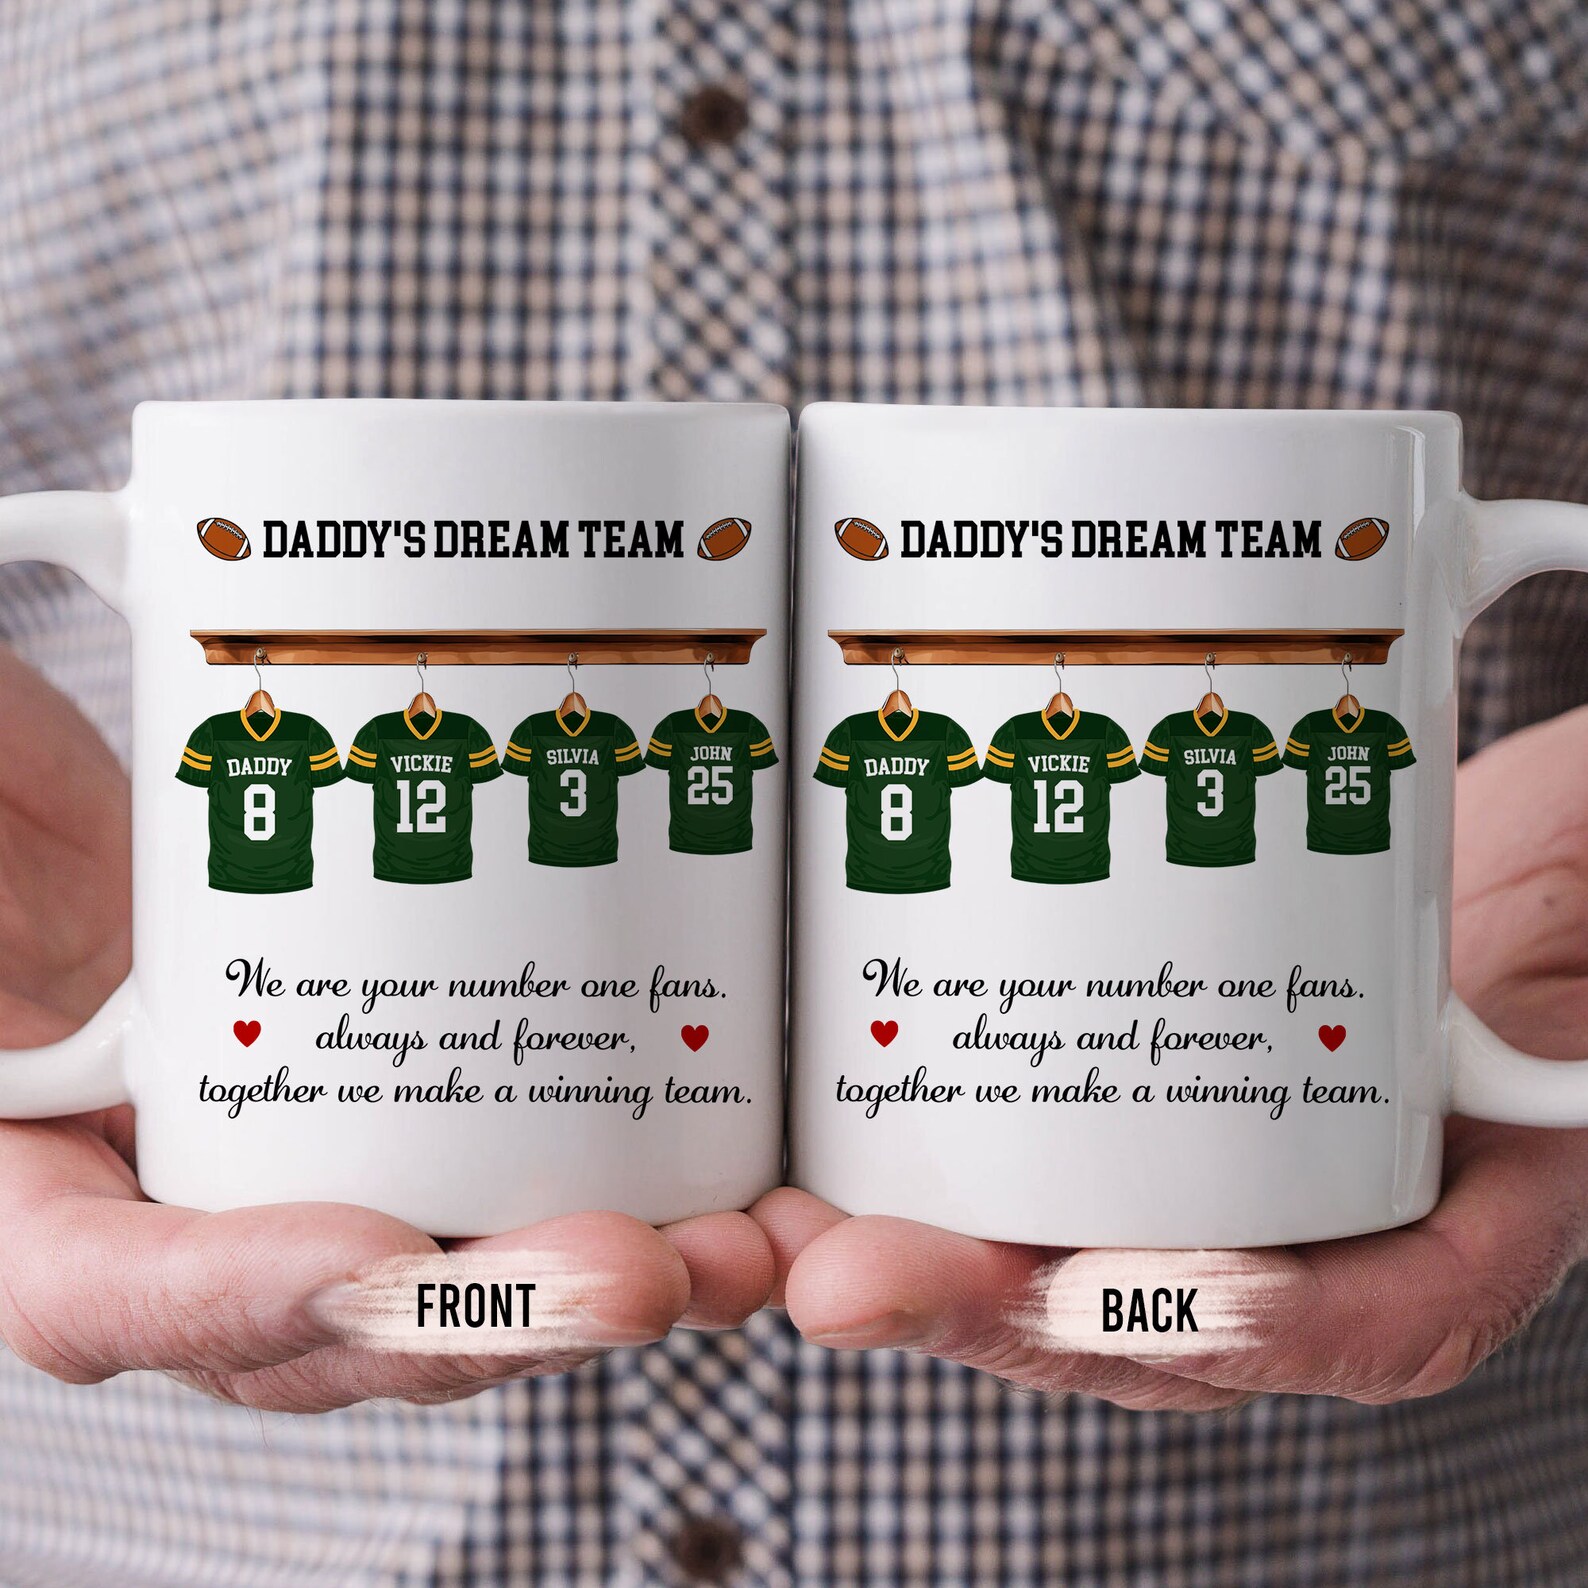 DADDY'S DREAM TEAM
DADDY VICKIE SILVIA JOHN
8 12 3 25
We are your number one fans.
always and forever,
together we make a winning team.
FRONT
DADDY'S DREAM TEAM
DADDY VICKIE SILVIA JOHN
8 12 3 25
We are your number one fans.
always and forever,
together we make a winning team.
BACK